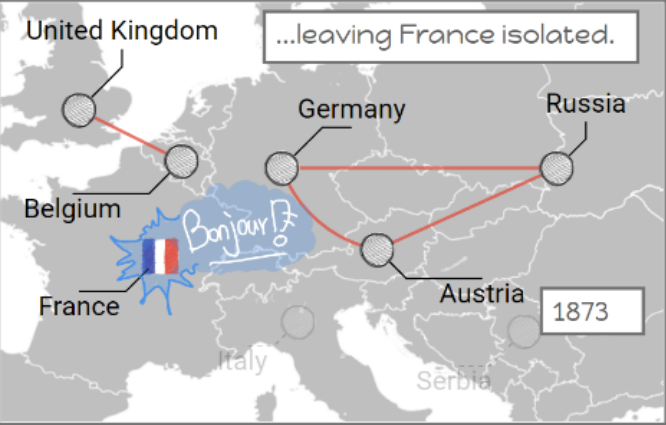 United Kingdom
...leaving France isolated.
Germany
Russia
Belgium
Bonjour!?
France
Austria
1873
Italy
Serbia